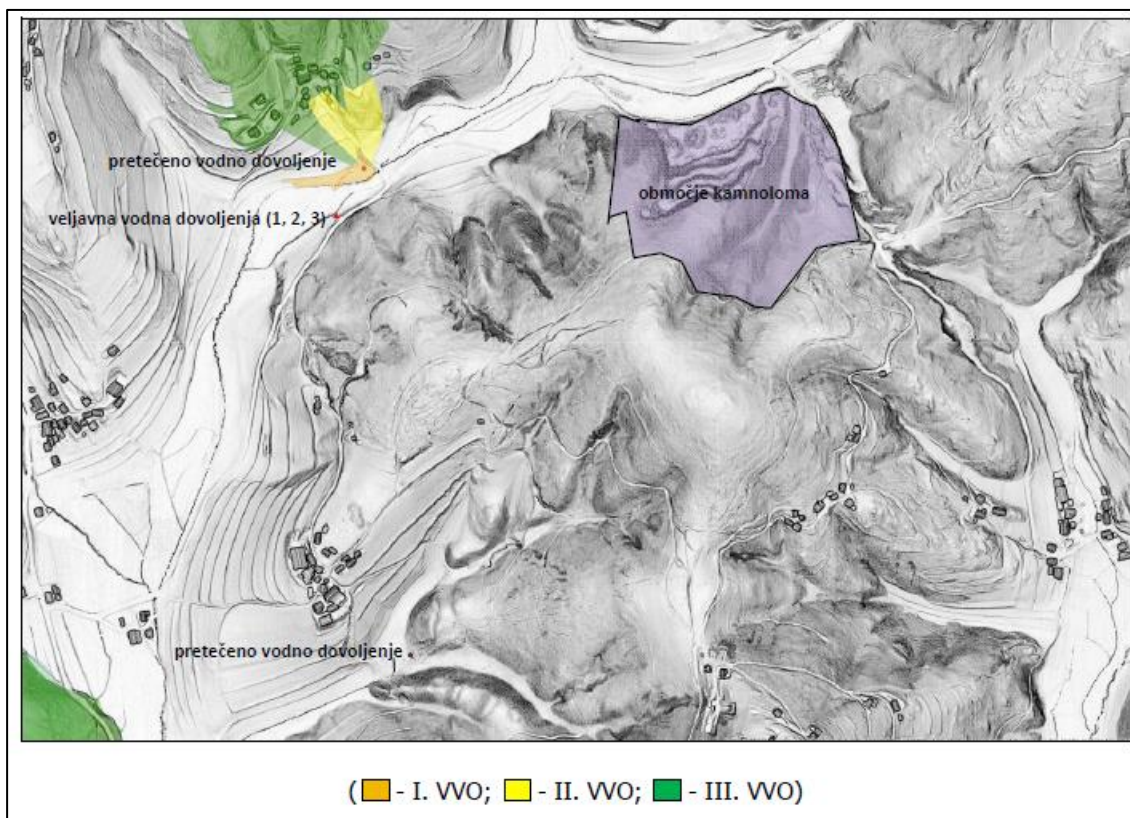 pretečeno vodno dovoljenje
območje kamnoloma
veljavna vodna dovoljenja (1, 2, 3)
pretečeno vodno dovoljenje
( - I. VVO; - II. VVO; - III. VVO)